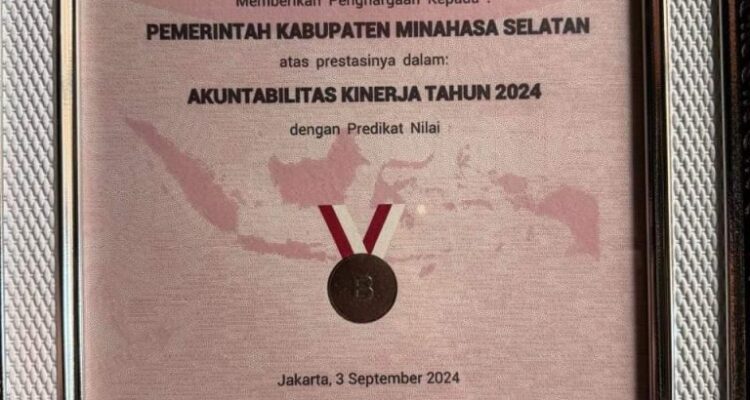 Memberikan Penghargaan Kepada :
PEMERINTAH KABUPATEN MINAHASA SELATAN
atas prestasinya dalam:
AKUNTABILITAS KINERJA TAHUN 2024
dengan Predikat Nilai
B
Jakarta, 3 September 2024